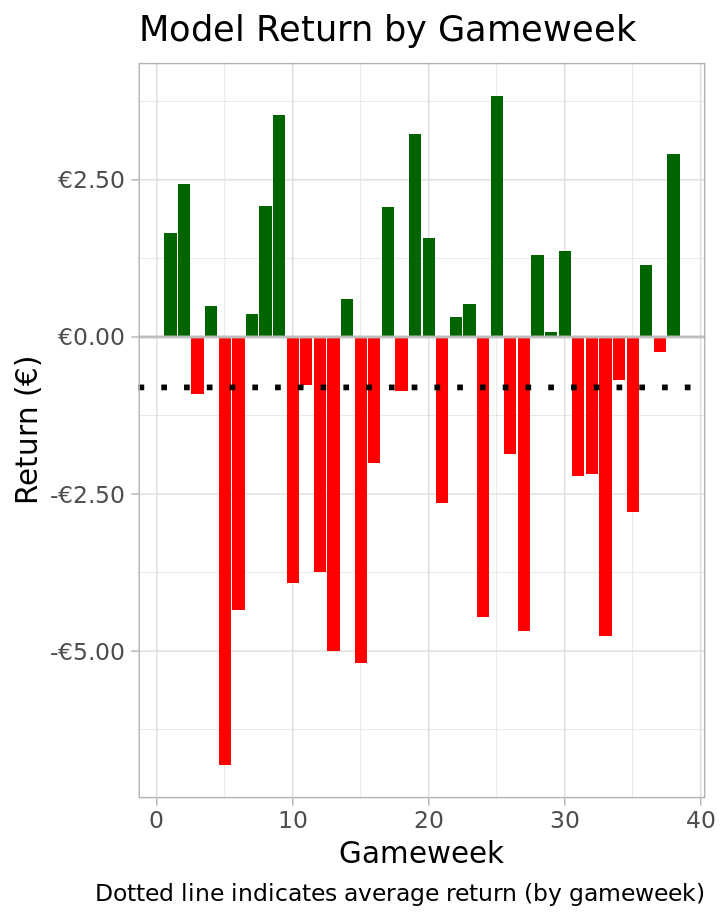 Model Return by Gameweek
Return (€)
€2.50
€0.00
-€2.50
-€5.00
0 10 20 30 40
Gameweek
Dotted line indicates average return (by gameweek)